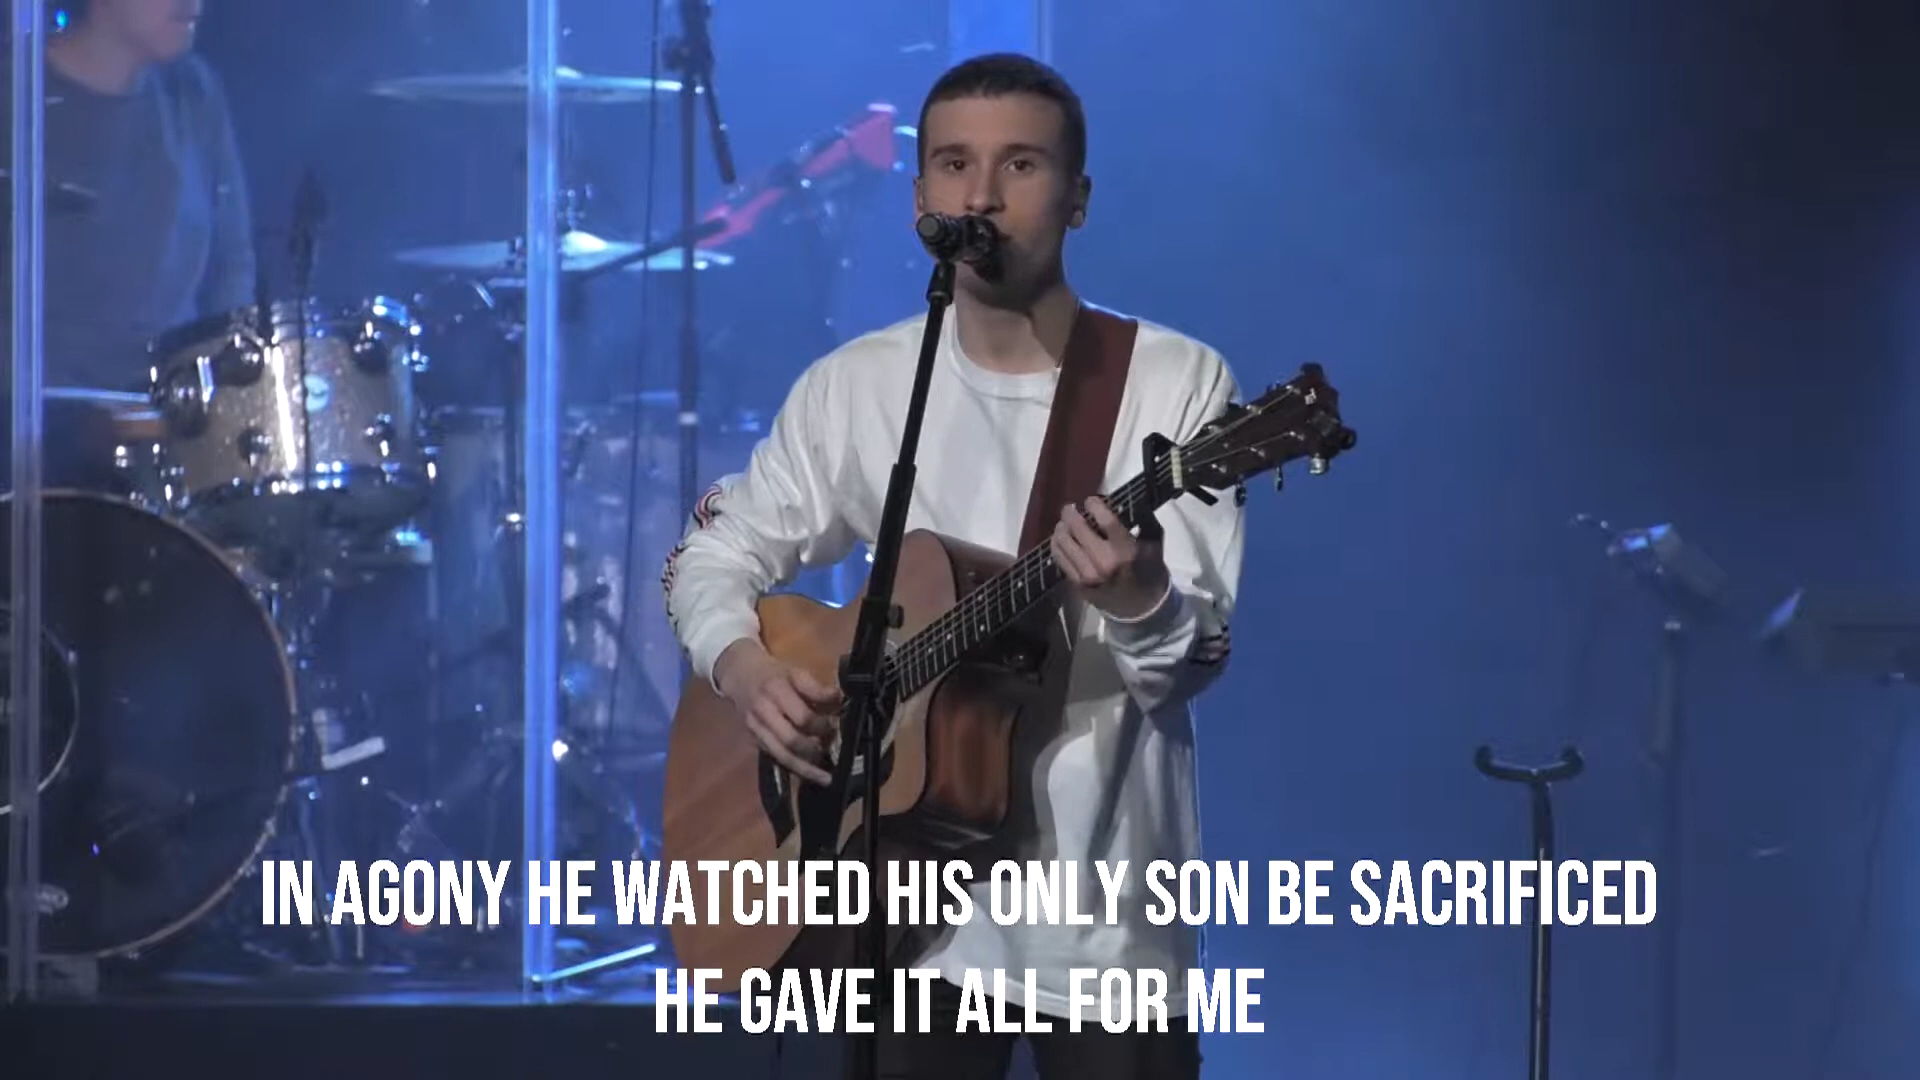 IN AGONY HE WATCHED HIS ONLY SON BE SACRIFICED
HE GAVE IT ALL FOR ME